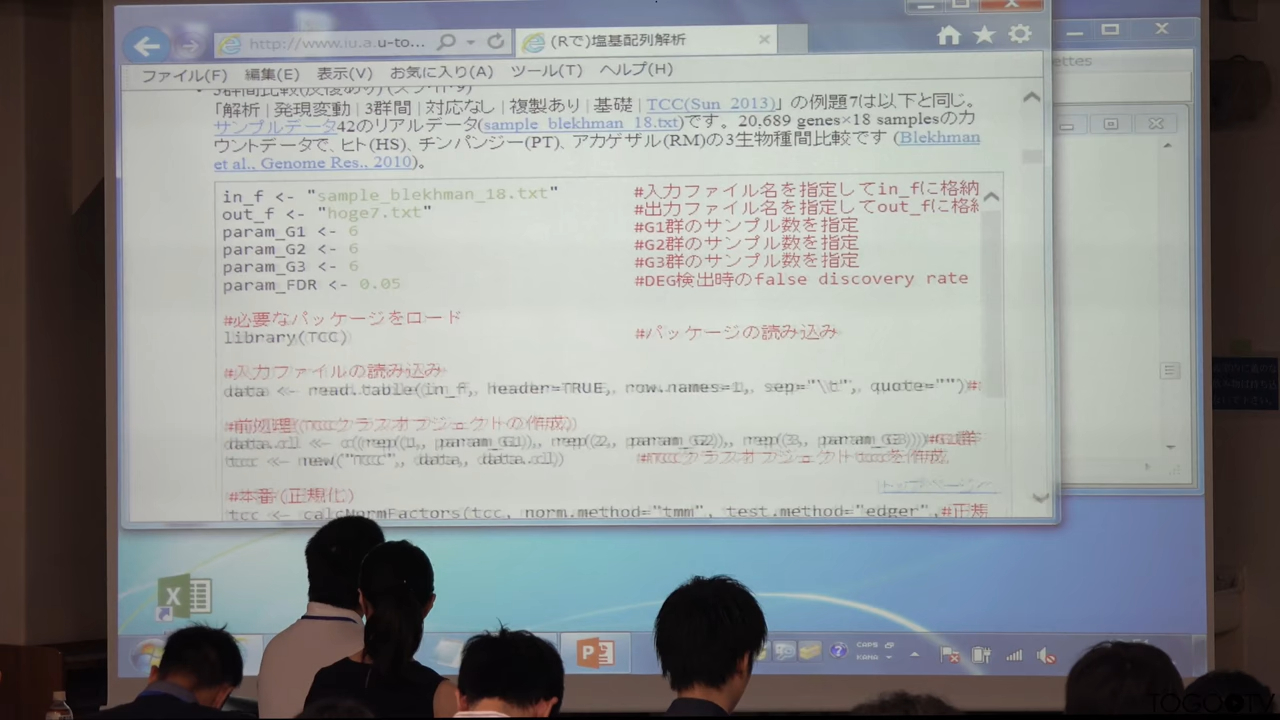 http://www.iu.a.u-to...
(Rで)塩基配列解析
ettes
ファイル(F) 編集(E) 表示(V) お気に入り(A) ツール(T) ヘルプ(H)
「解析 | 発現変動 | 3群間 | 対応なし | 複製あり | 基礎 | TCC(Sun_2013)」の例題7は以下と同じ。
サンプルデータ42のリアルデータ(sample_blekhman_18.txt)です。20,689 genes×18 samplesのカ
ウントデータで、ヒト(HS)、チンパンジー(PT)、アカゲザル(RM)の3生物種間比較です (Blekhman
et al., Genome Res., 2010)。
in_f <- "sample_blekhman_18.txt" #入力ファイル名を指定してin_fに格納
out_f <- "hoge7.txt" #出力ファイル名を指定してout_fに格納
param_G1 <- 6 #G1群のサンプル数を指定
param_G2 <- 6 #G2群のサンプル数を指定
param_G3 <- 6 #G3群のサンプル数を指定
param_FDR <- 0.05 #DEG検出時のfalse discovery rate
#必要なパッケージをロード
library(TCC) #パッケージの読み込み
#入力ファイルの読み込み
data <- read.table(in_f, header=TRUE, row.names=1, sep="\t", quote="")#
#前処理(TCCクラスオブジェクトの作成)
data.cl <- c(rep(1, param_G1), rep(2, param_G2), rep(3, param_G3))#G1群
tcc <- new("TCC", data, data.cl) #TCCクラスオブジェクトtccを作成
トップページへ
#本番(正規化)
tcc <- calcNormFactors(tcc, norm.method="tmm", test.method="edger",#正規
CAPS
KANA
TOGOTV